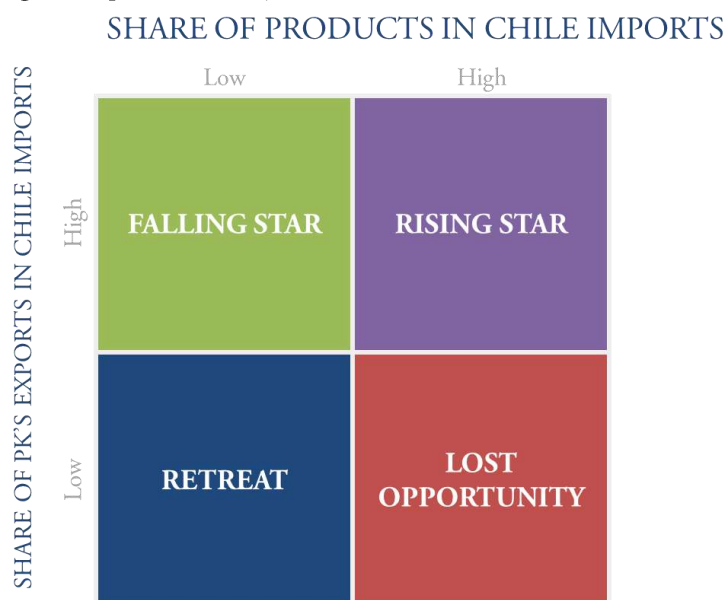 SHARE OF PRODUCTS IN CHILE IMPORTS
Low
High
SHARE OF PK'S EXPORTS IN CHILE IMPORTS
High
FALLING STAR
RISING STAR
Low
RETREAT
LOST
OPPORTUNITY